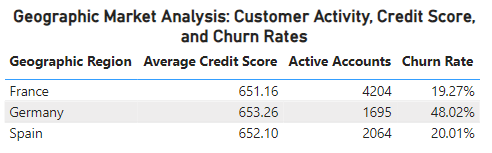 Geographic Market Analysis: Customer Activity, Credit Score,
and Churn Rates
Geographic Region Average Credit Score Active Accounts Churn Rate
France 651.16 4204 19.27%
Germany 653.26 1695 48.02%
Spain 652.10 2064 20.01%